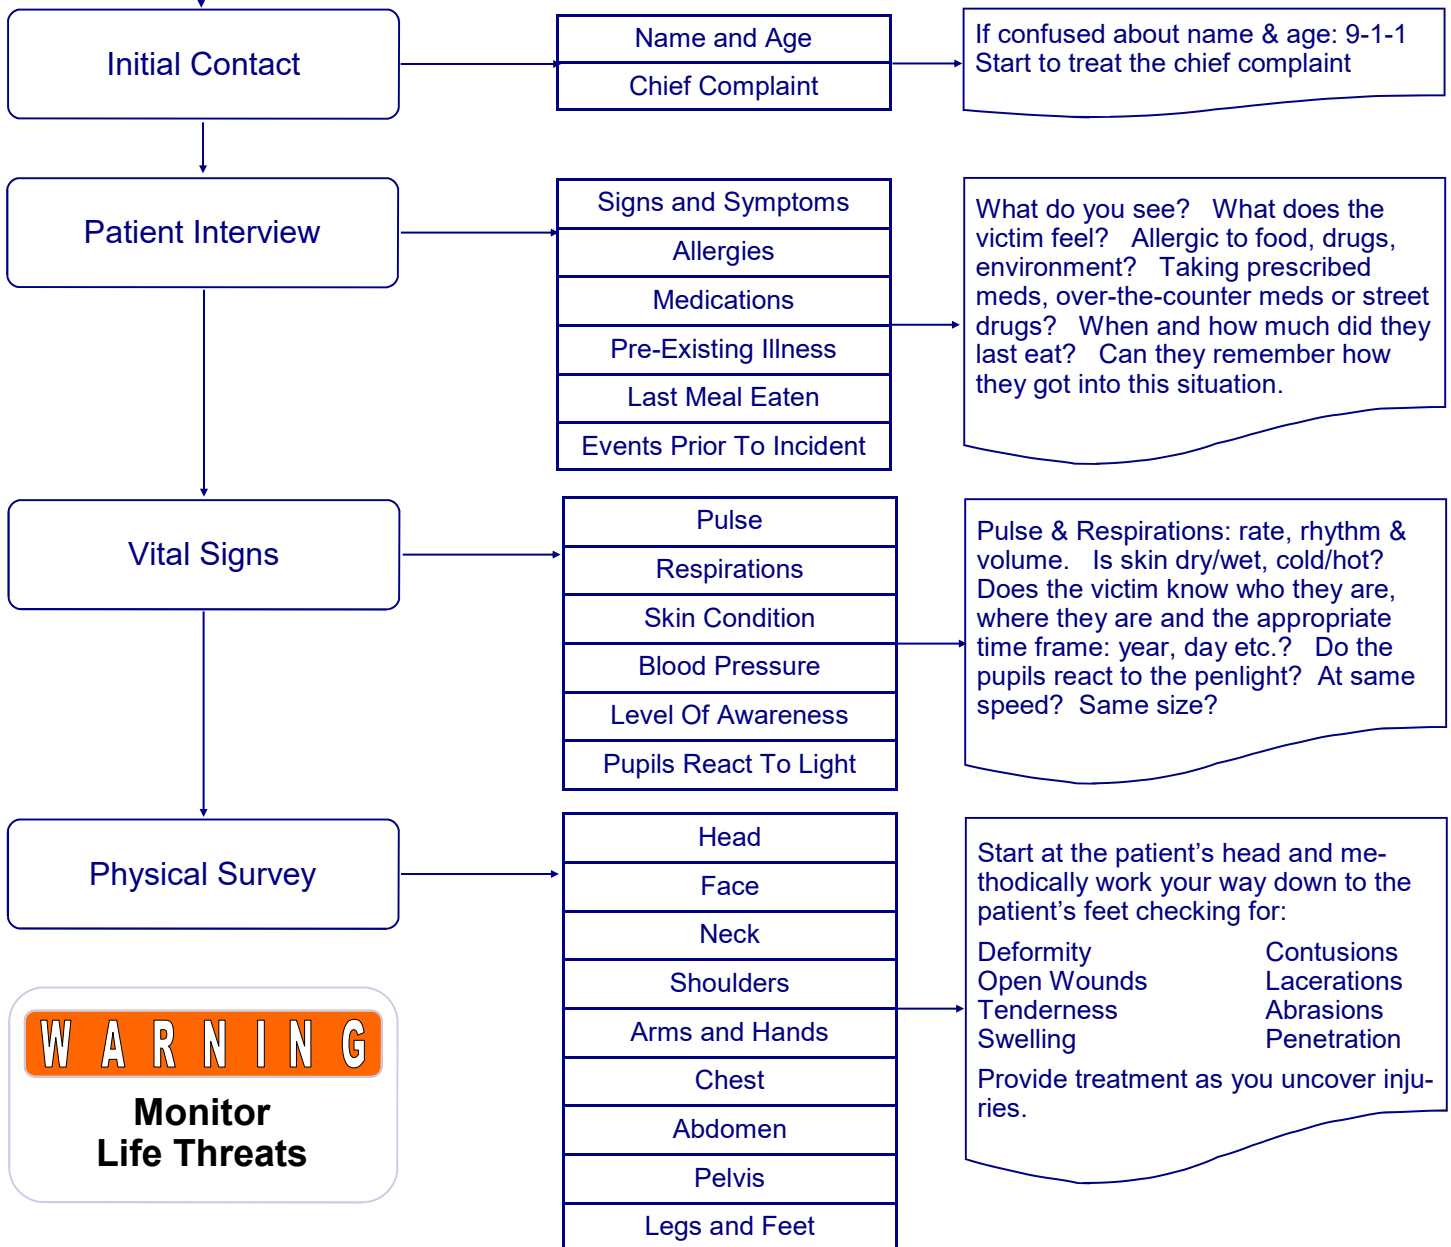 Initial Contact
Name and Age
Chief Complaint
If confused about name & age: 9-1-1
Start to treat the chief complaint
Patient Interview
Signs and Symptoms
Allergies
Medications
Pre-Existing Illness
Last Meal Eaten
Events Prior To Incident
What do you see? What does the
victim feel? Allergic to food, drugs,
environment? Taking prescribed
meds, over-the-counter meds or street
drugs? When and how much did they
last eat? Can they remember how
they got into this situation.
Vital Signs
Pulse
Respirations
Skin Condition
Blood Pressure
Level Of Awareness
Pupils React To Light
Pulse & Respirations: rate, rhythm &
volume. Is skin dry/wet, cold/hot?
Does the victim know who they are,
where they are and the appropriate
time frame: year, day etc.? Do the
pupils react to the penlight? At same
speed? Same size?
Physical Survey
Head
Face
Neck
Shoulders
Arms and Hands
Chest
Abdomen
Pelvis
Legs and Feet
Start at the patient’s head and me-
thodically work your way down to the
patient’s feet checking for:
Deformity Contusions
Open Wounds Lacerations
Tenderness Abrasions
Swelling Penetration
Provide treatment as you uncover inju-
ries.
WARNING
Monitor
Life Threats